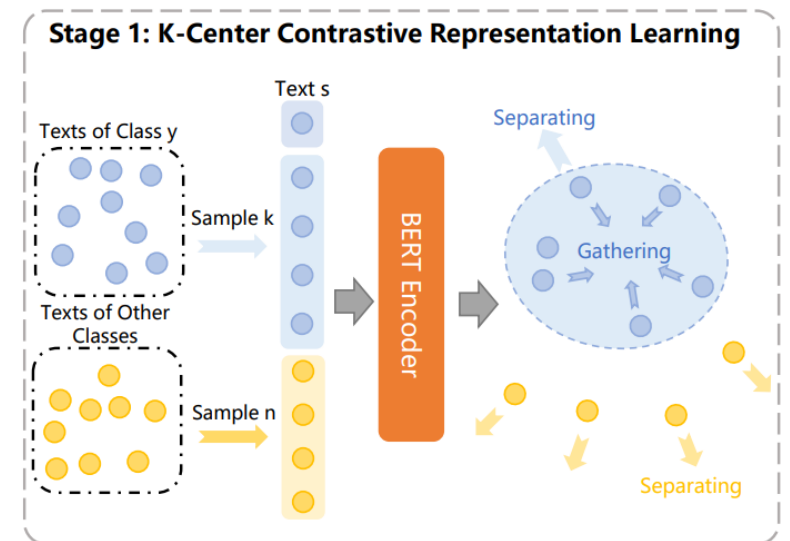 Stage 1: K-Center Contrastive Representation Learning
Text s
Texts of Class y
Sample k
Texts of Other
Classes
Sample n
BERT Encoder
Separating
Gathering
Separating